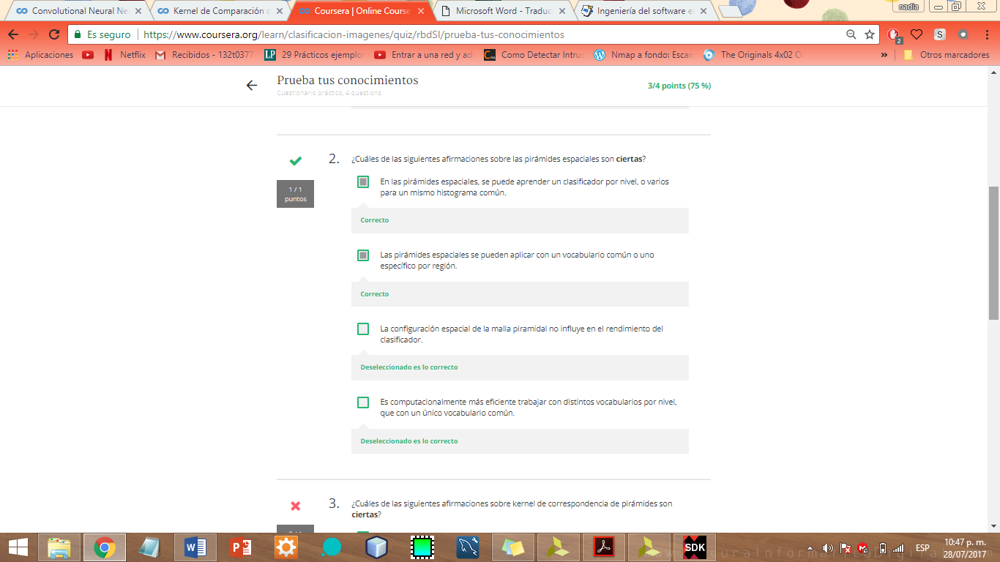 Convolutional Neural Ne
Kernel de Comparación d
Coursera | Online Course
Microsoft Word - Traduc
Ingeniería del software e
nadia
Es seguro
https://www.coursera.org/learn/clasificacion-imagenes/quiz/rbdSI/prueba-tus-conocimientos
2
S
Aplicaciones
Netflix
Recibidos - 132t0377
LP
29 Prácticos ejemplo
Entrar a una red y ad
Como Detectar Intrus
Nmap a fondo: Escan
The Originals 4x02 O
»
Otros marcadores
Prueba tus conocimientos
Cuestionario práctico, 4 questions
3/4 points (75 %)
2.
¿Cuáles de las siguientes afirmaciones sobre las pirámides espaciales son ciertas?
1 / 1
puntos
En las pirámides espaciales, se puede aprender un clasificador por nivel, o varios
para un mismo histograma común.
Correcto
Las pirámides espaciales se pueden aplicar con un vocabulario común o uno
específico por región.
Correcto
La configuración espacial de la malla piramidal no influye en el rendimiento del
clasificador.
Deseleccionado es lo correcto
Es computacionalmente más eficiente trabajar con distintos vocabularios por nivel,
que con un único vocabulario común.
Deseleccionado es lo correcto
3.
¿Cuáles de las siguientes afirmaciones sobre kernel de correspondencia de pirámides son
ciertas?
SDK
ESP
10:47 p. m.
28/07/2017